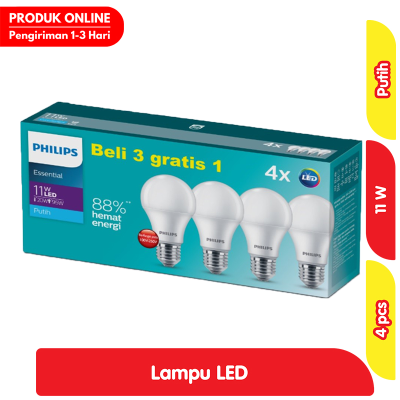 PRODUK ONLINE
Pengiriman 1-3 Hari
Putih
11 W
4 pcs
PHILIPS
Essential
11W
LED
Putih
88%
hemat
energi
Beli 3 gratis 1
4x
LED
PHILIPS
PHILIPS
PHILIPS
PHILIPS
Lampu LED